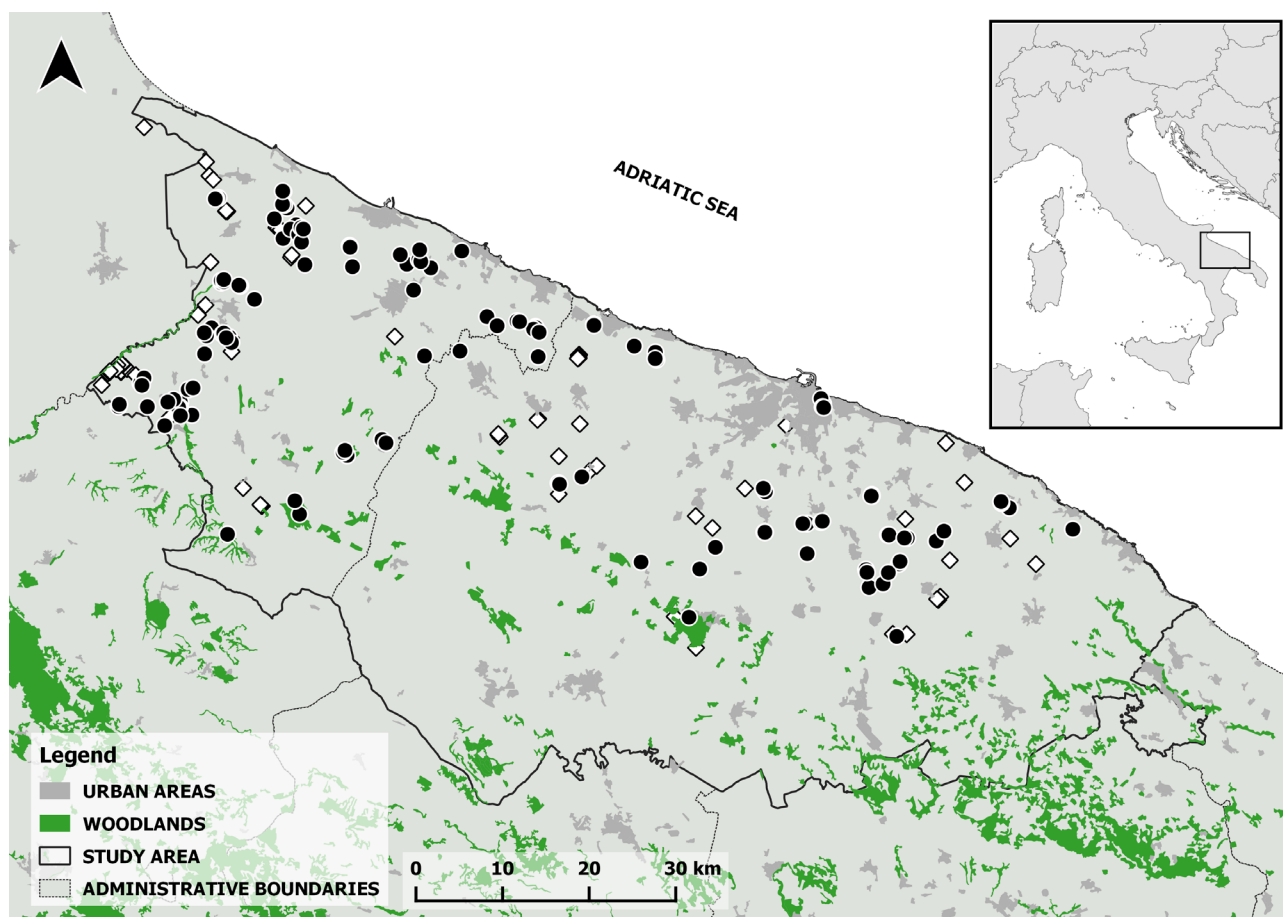 ADRIATIC SEA
Legend
URBAN AREAS
WOODLANDS
STUDY AREA
ADMINISTRATIVE BOUNDARIES
0 10 20 30 km